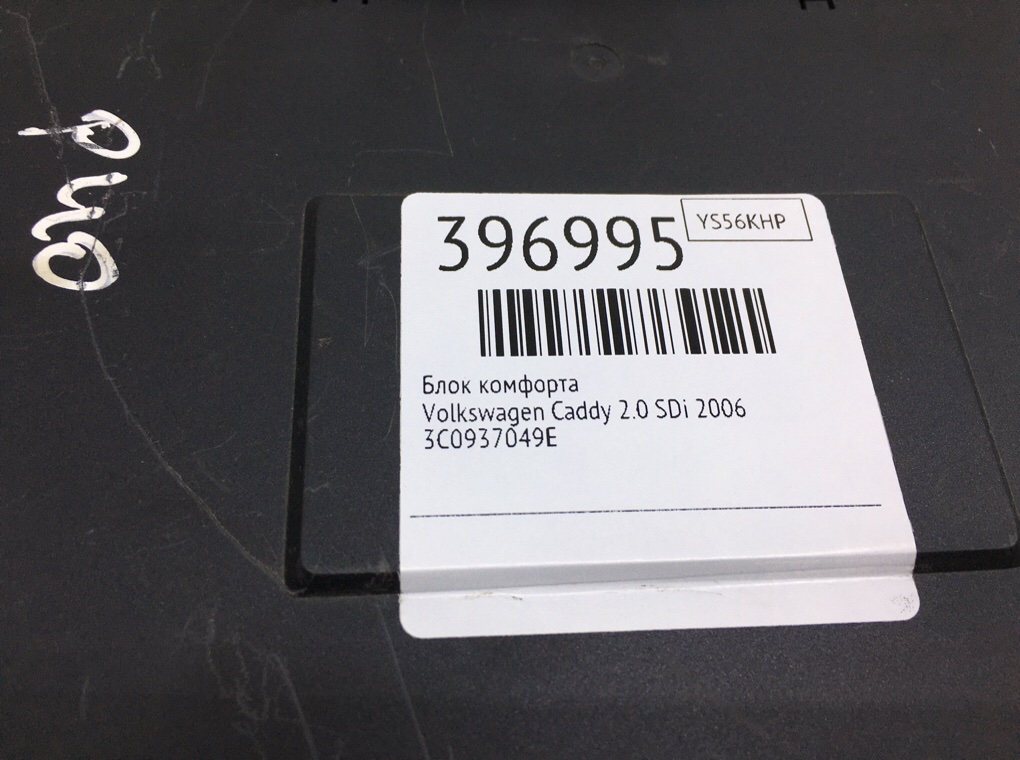 396995
YS56KHP
Блок комфорта
Volkswagen Caddy 2.0 SDi 2006
3C0937049E